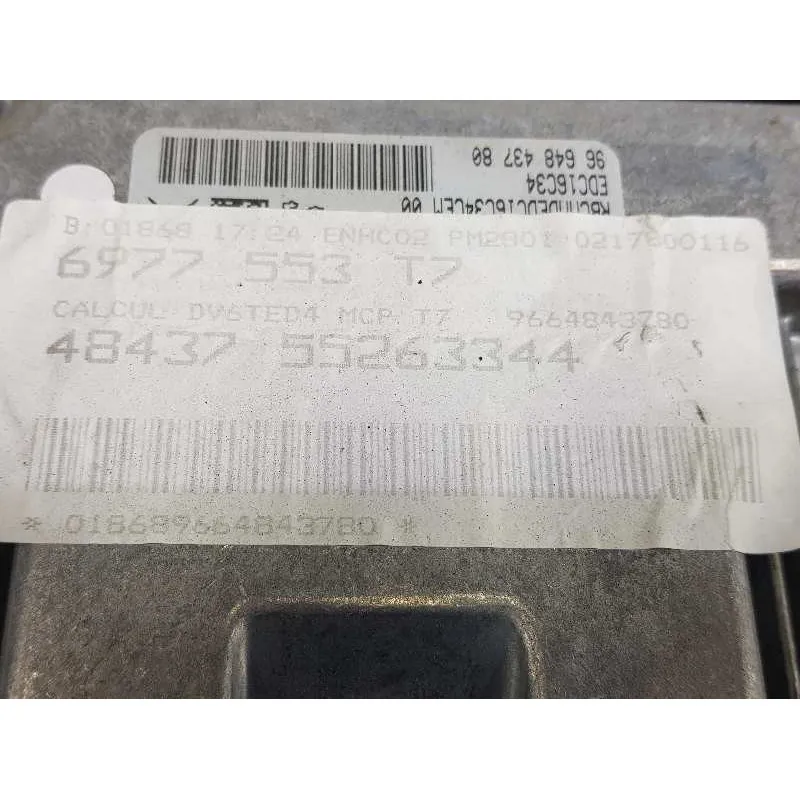 96 648 437 80
EDC16C34
B 01868 17:24 ENHC02 PM2801 0217600116
6977 553 T7
CALCUL DV6TED4 MCP T7 9664843780
48437 55263344
* 018689664843780 *